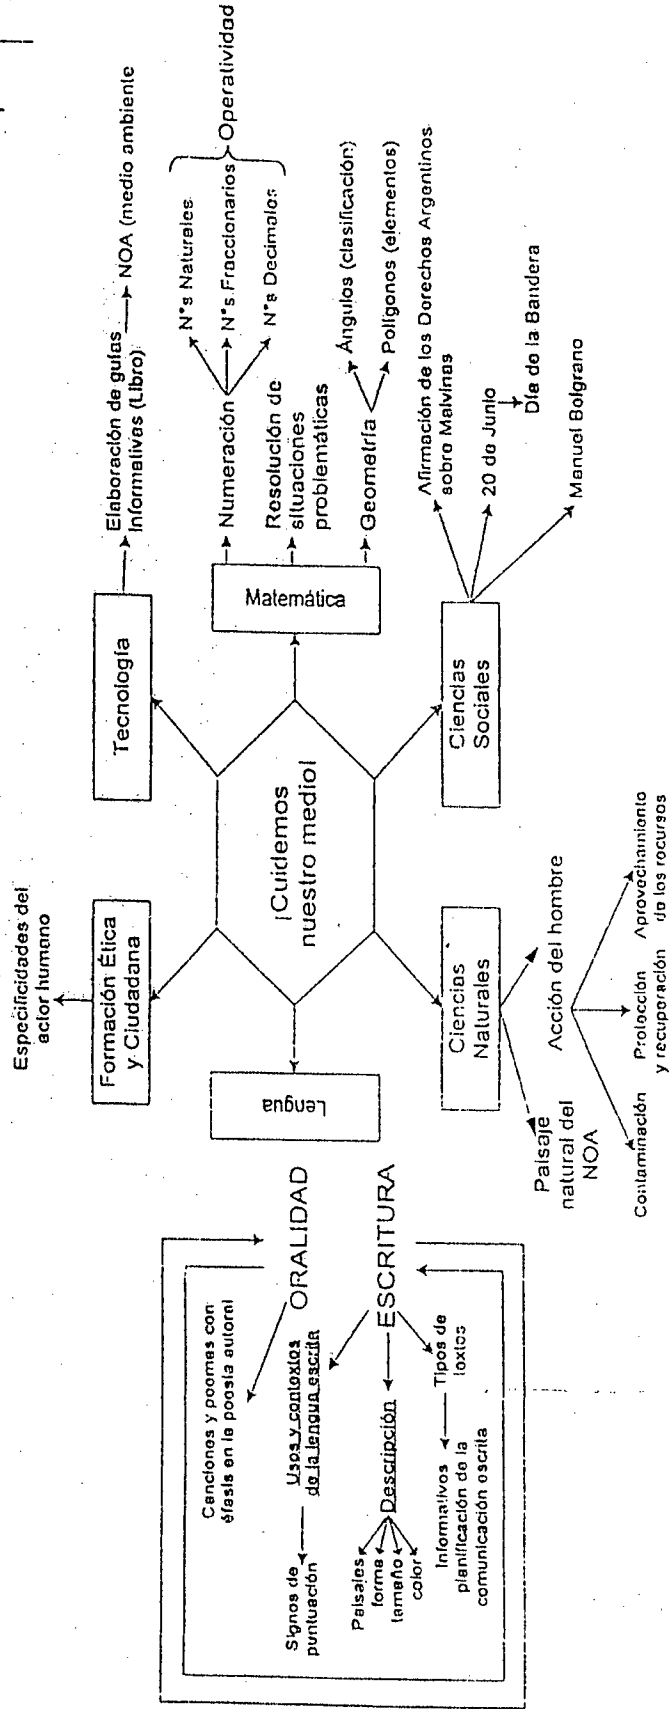 Especificidades del
actor humano
Formación Ética
y Ciudadana
Tecnología
Elaboración de guías
Informativas (Libro)
NOA (medio ambiente
¡Cuidemos
nuestro medio!
Matemática
Numeración
N°s Naturales
N°s Fraccionarios
N°s Decimales
Operatividad
Resolución de
situaciones
problemáticas
Geometría
Ángulos (clasificación)
Polígonos (elementos)
Ciencias
Sociales
Afirmación de los Derechos Argentinos
sobre Malvinas
20 de Junio
Día de la Bandera
Manuel Belgrano
Ciencias
Naturales
Paisaje
natural del
NOA
Acción del hombre
Contaminación
Protección
y recuperación
Aprovechamiento
de los recursos
Lengua
ORALIDAD
Canciones y poemas con
éfasis en la poesía autoral
ESCRITURA
Usos y contextos
de la lengua escrita
Signos de
puntuación
Descripción
Paisajes
forma
tamaño
color
Tipos de
textos
Informativos
planificación de la
comunicación escrita